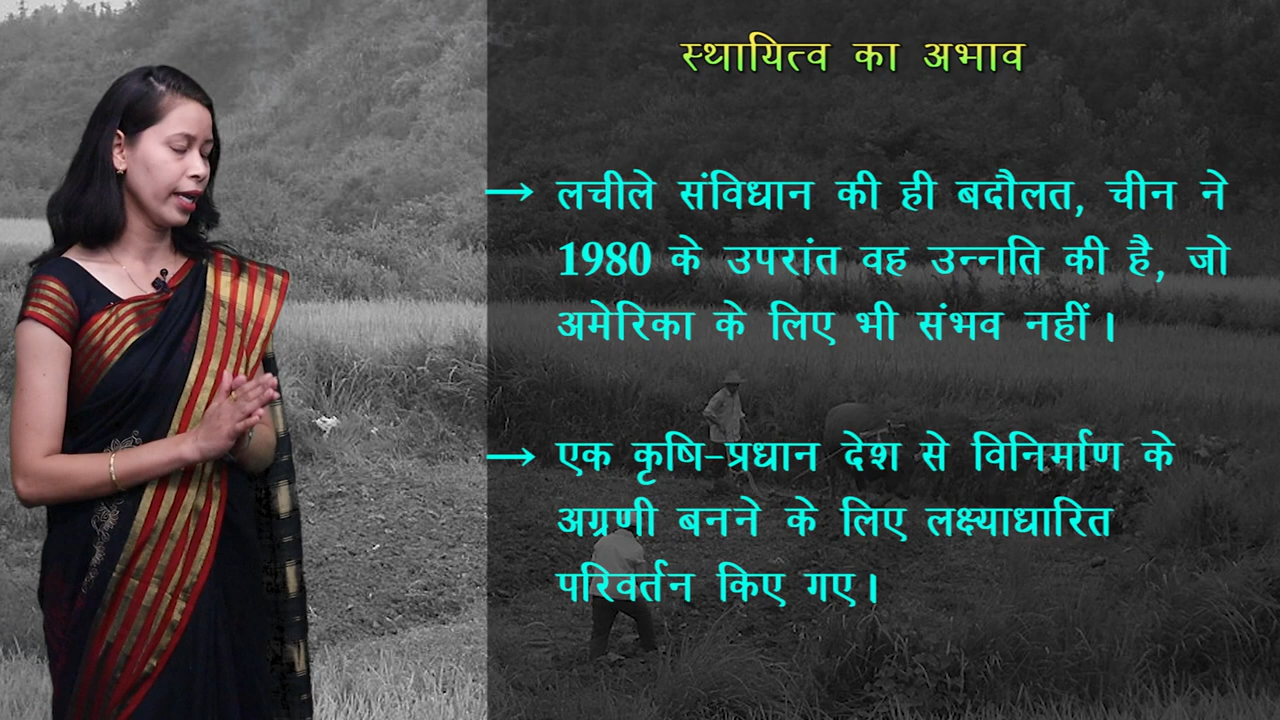 स्थायित्व का अभाव
→ लचीले संविधान की ही बदौलत, चीन ने
1980 के उपरांत वह उन्नति की है, जो
अमेरिका के लिए भी संभव नहीं।
→ एक कृषि-प्रधान देश से विनिर्माण के
अग्रणी बनने के लिए लक्ष्याधारित
परिवर्तन किए गए।